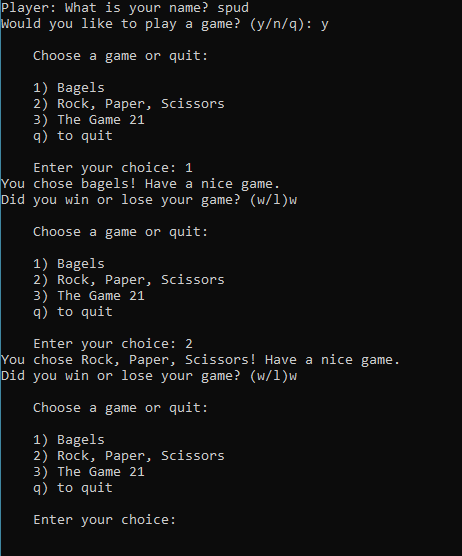 Player: What is your name? spud
Would you like to play a game? (y/n/q): y
Choose a game or quit:
1) Bagels
2) Rock, Paper, Scissors
3) The Game 21
q) to quit
Enter your choice: 1
You chose bagels! Have a nice game.
Did you win or lose your game? (w/l)w
Choose a game or quit:
1) Bagels
2) Rock, Paper, Scissors
3) The Game 21
q) to quit
Enter your choice: 2
You chose Rock, Paper, Scissors! Have a nice game.
Did you win or lose your game? (w/l)w
Choose a game or quit:
1) Bagels
2) Rock, Paper, Scissors
3) The Game 21
q) to quit
Enter your choice: